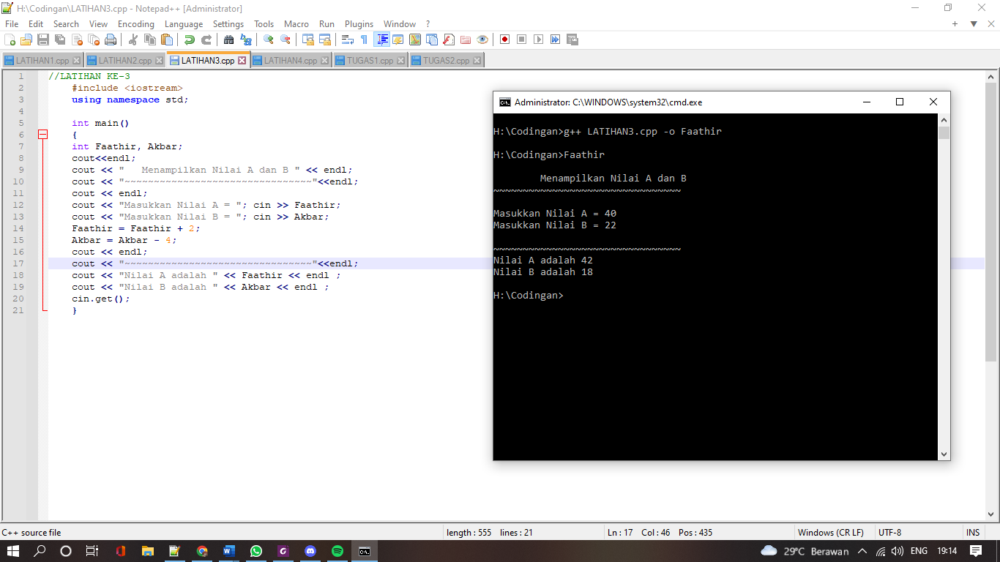 H:\Codingan\LATIHAN3.cpp - Notepad++ [Administrator]
File Edit Search View Encoding Language Settings Tools Macro Run Plugins Window ? + ▼ X
LATIHAN1.cpp LATIHAN2.cpp LATIHAN3.cpp LATIHAN4.cpp TUGAS1.cpp TUGAS2.cpp
1 //LATIHAN KE-3
2 #include <iostream>
3 using namespace std;
4
5 int main()
6 {
7 int Faathir, Akbar;
8 cout<<endl;
9 cout << "   Menampilkan Nilai A dan B " << endl;
10 cout << "~~~~~~~~~~~~~~~~~~~~~~~~~~~~~~~~"<<endl;
11 cout << endl;
12 cout << "Masukkan Nilai A = "; cin >> Faathir;
13 cout << "Masukkan Nilai B = "; cin >> Akbar;
14 Faathir = Faathir + 2;
15 Akbar = Akbar - 4;
16 cout << endl;
17 cout << "~~~~~~~~~~~~~~~~~~~~~~~~~~~~~~~~"<<endl;
18 cout << "Nilai A adalah " << Faathir << endl ;
19 cout << "Nilai B adalah " << Akbar << endl ;
20 cin.get();
21 }
Administrator: C:\WINDOWS\system32\cmd.exe
H:\Codingan>g++ LATIHAN3.cpp -o Faathir
H:\Codingan>Faathir
Menampilkan Nilai A dan B
~~~~~~~~~~~~~~~~~~~~~~~~~~~~~~~~
Masukkan Nilai A = 40
Masukkan Nilai B = 22
~~~~~~~~~~~~~~~~~~~~~~~~~~~~~~~~
Nilai A adalah 42
Nilai B adalah 18
H:\Codingan>
C++ source file length : 555 lines : 21 Ln : 17 Col : 46 Pos : 435 Windows (CR LF) UTF-8 INS
29°C Berawan ENG 19:14